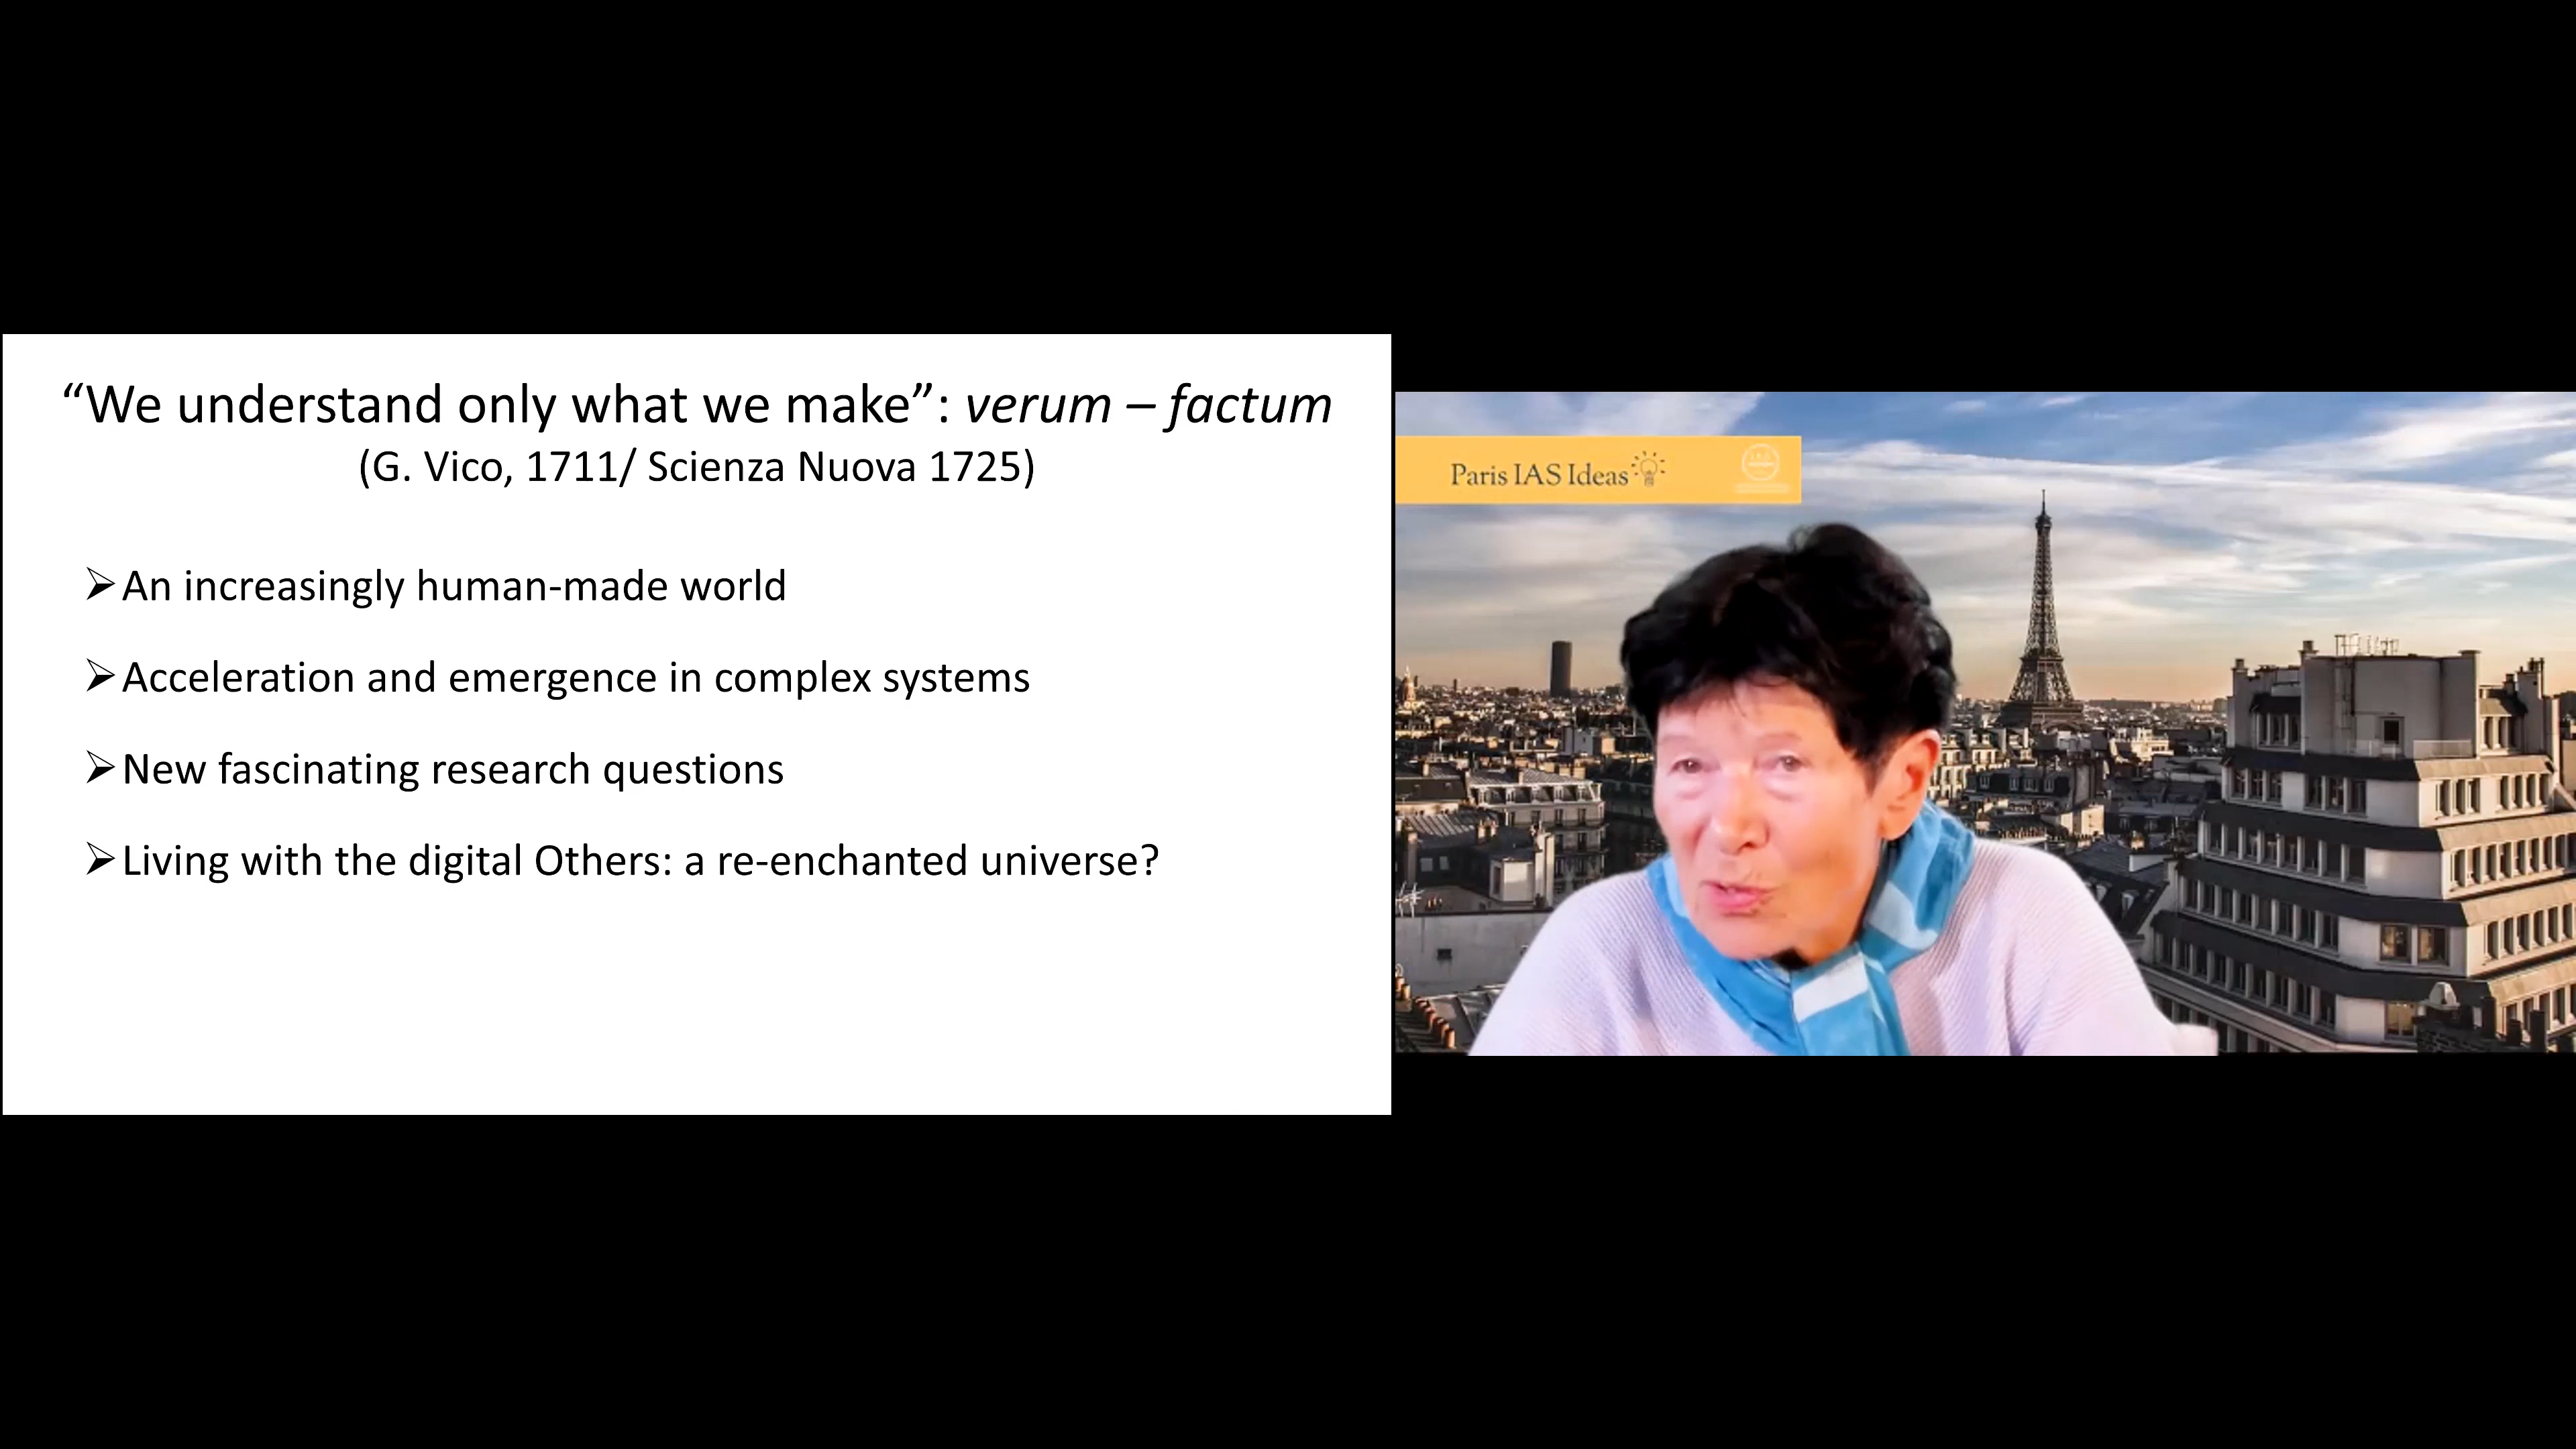 “We understand only what we make”: verum – factum
(G. Vico, 1711/ Scienza Nuova 1725)
➢An increasingly human-made world
➢Acceleration and emergence in complex systems
➢New fascinating research questions
➢Living with the digital Others: a re-enchanted universe?
Paris IAS Ideas